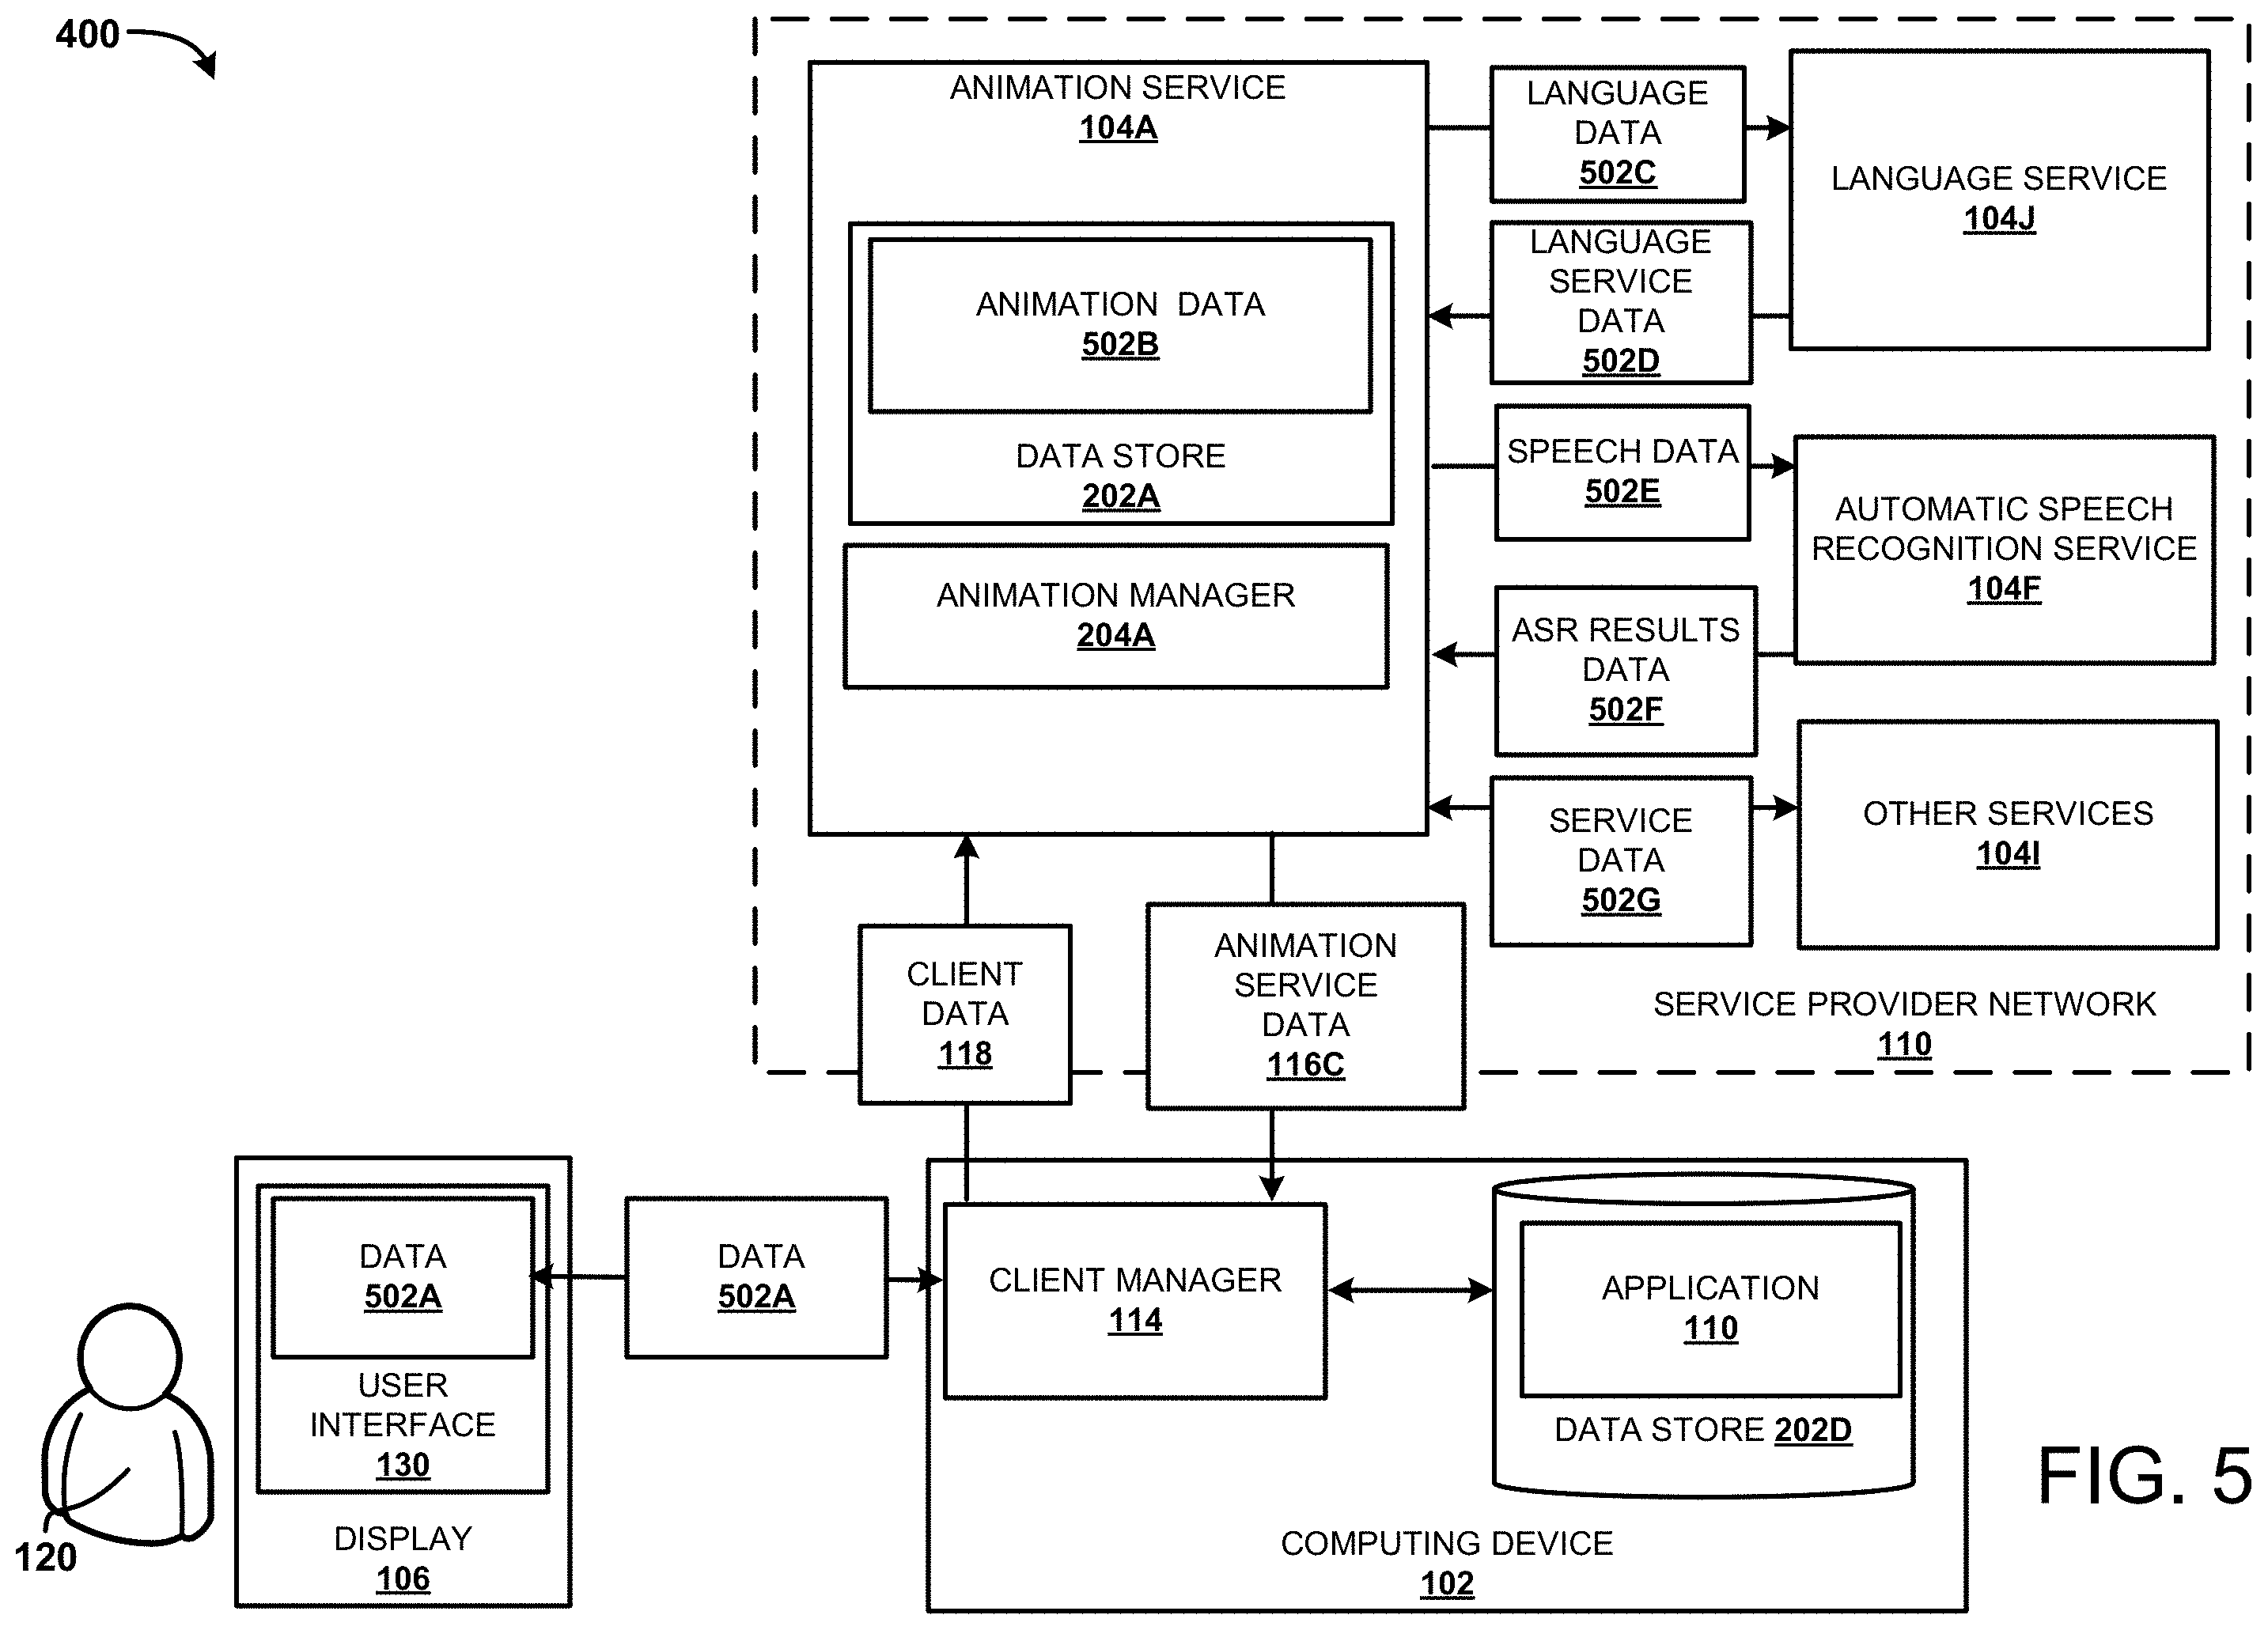 400
ANIMATION SERVICE
104A
ANIMATION DATA
502B
DATA STORE
202A
ANIMATION MANAGER
204A
LANGUAGE
DATA
502C
LANGUAGE
SERVICE
DATA
502D
SPEECH DATA
502E
ASR RESULTS
DATA
502F
SERVICE
DATA
502G
LANGUAGE SERVICE
104J
AUTOMATIC SPEECH
RECOGNITION SERVICE
104F
OTHER SERVICES
104I
SERVICE PROVIDER NETWORK
110
CLIENT
DATA
118
ANIMATION
SERVICE
DATA
116C
DATA
502A
USER
INTERFACE
130
DISPLAY
106
120
DATA
502A
CLIENT MANAGER
114
APPLICATION
110
DATA STORE 202D
COMPUTING DEVICE
102
FIG. 5